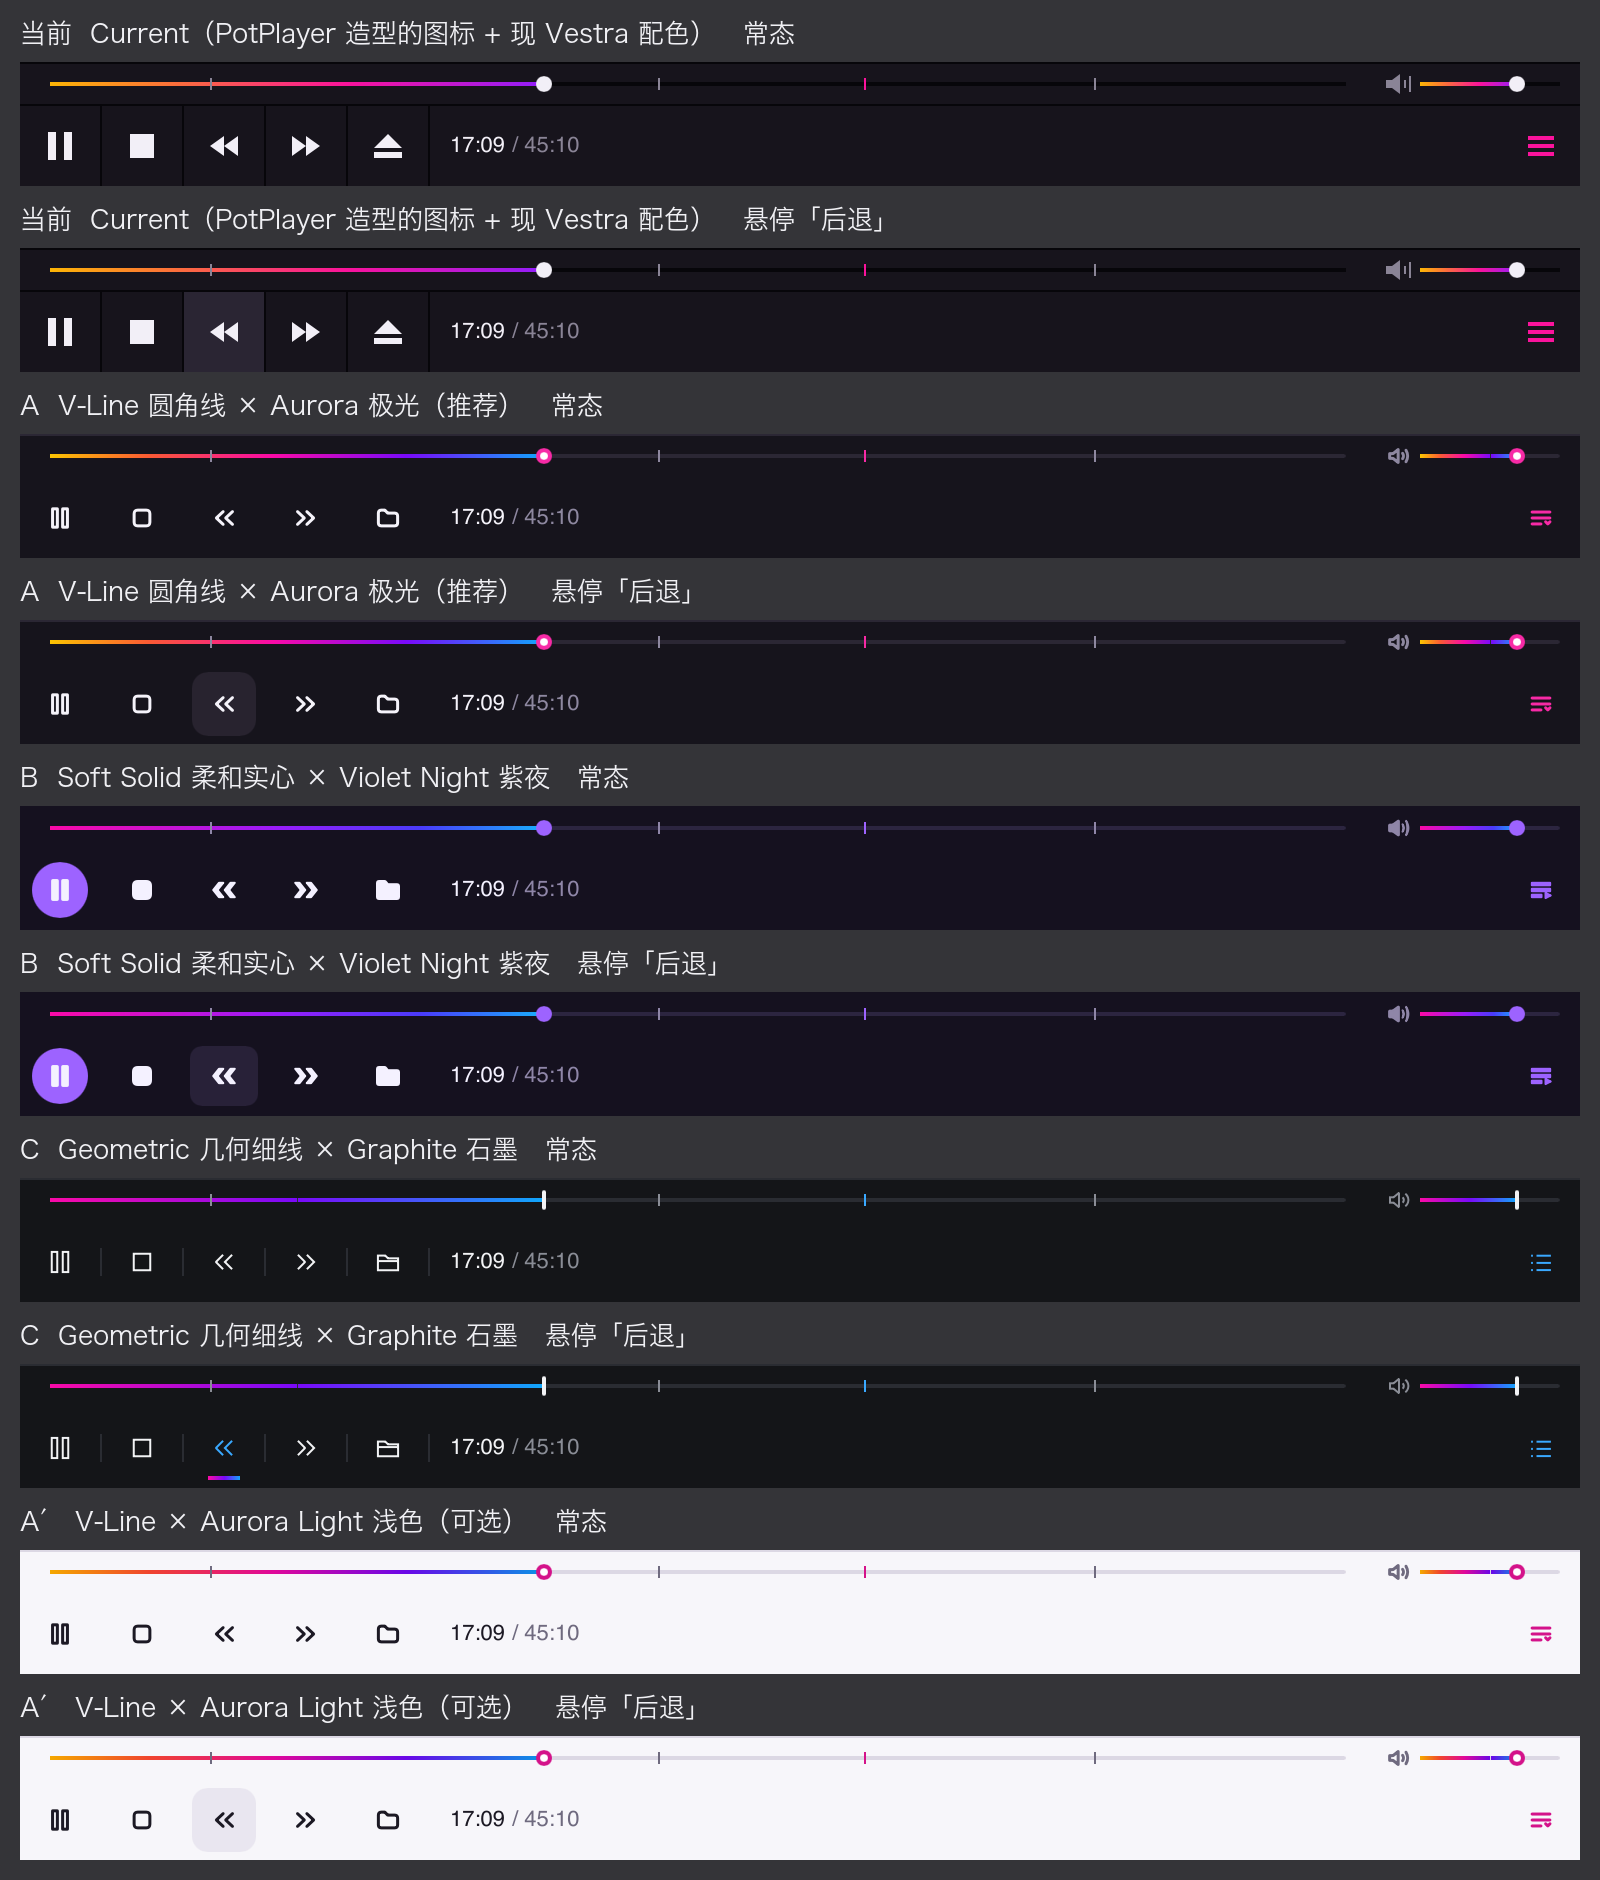 当前 Current（PotPlayer 造型的图标 + 现 Vestra 配色） 常态
17:09 / 45:10
当前 Current（PotPlayer 造型的图标 + 现 Vestra 配色） 悬停「后退」
17:09 / 45:10
A V-Line 圆角线 × Aurora 极光（推荐） 常态
17:09 / 45:10
A V-Line 圆角线 × Aurora 极光（推荐） 悬停「后退」
17:09 / 45:10
B Soft Solid 柔和实心 × Violet Night 紫夜 常态
17:09 / 45:10
B Soft Solid 柔和实心 × Violet Night 紫夜 悬停「后退」
17:09 / 45:10
C Geometric 几何细线 × Graphite 石墨 常态
17:09 / 45:10
C Geometric 几何细线 × Graphite 石墨 悬停「后退」
17:09 / 45:10
A′ V-Line × Aurora Light 浅色（可选） 常态
17:09 / 45:10
A′ V-Line × Aurora Light 浅色（可选） 悬停「后退」
17:09 / 45:10